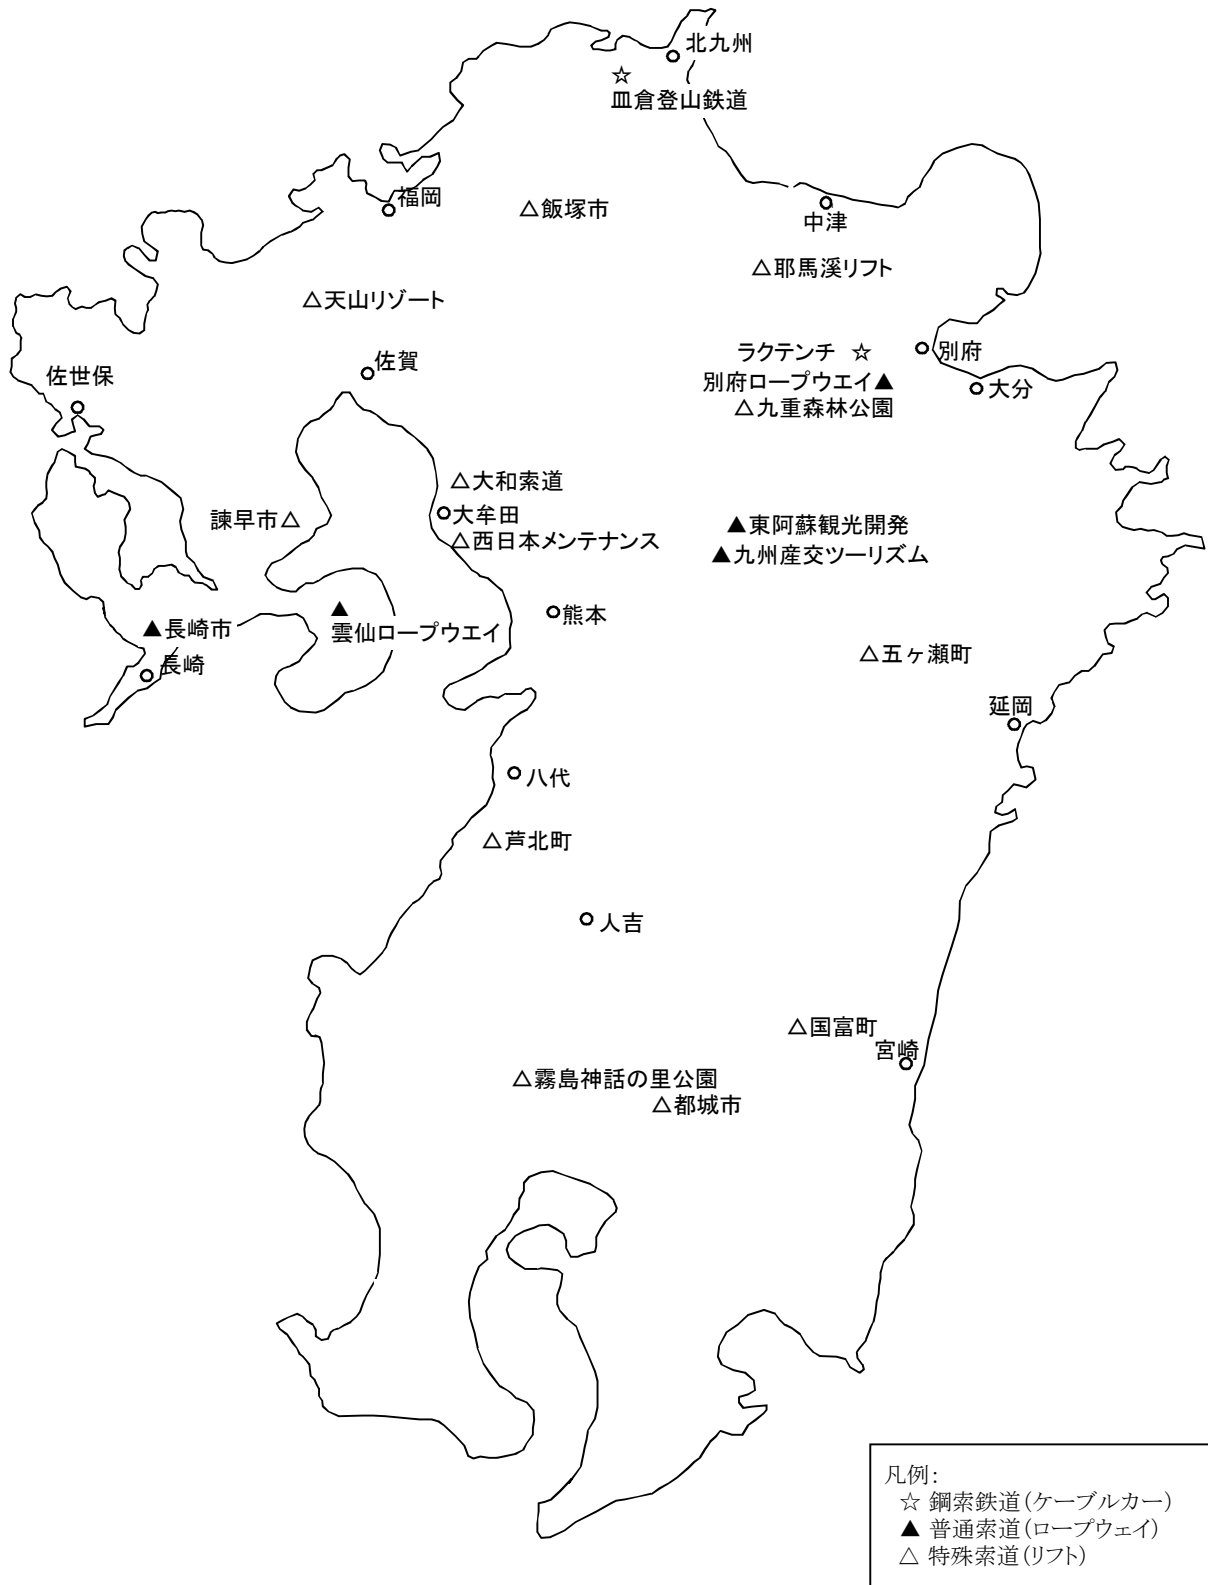 北九州
☆
皿倉登山鉄道
福岡
△飯塚市
中津
△耶馬溪リフト
△天山リゾート
佐賀
ラクテンチ ☆
別府
別府ロープウエイ▲
大分
△九重森林公園
佐世保
△大和索道
諫早市△
大牟田
△西日本メンテナンス
▲東阿蘇観光開発
▲九州産交ツーリズム
▲長崎市
▲
雲仙ロープウエイ
熊本
長崎
△五ヶ瀬町
延岡
八代
△芦北町
人吉
△国富町
宮崎
△霧島神話の里公園
△都城市
凡例:
☆ 鋼索鉄道(ケーブルカー)
▲ 普通索道(ロープウェイ)
△ 特殊索道(リフト)